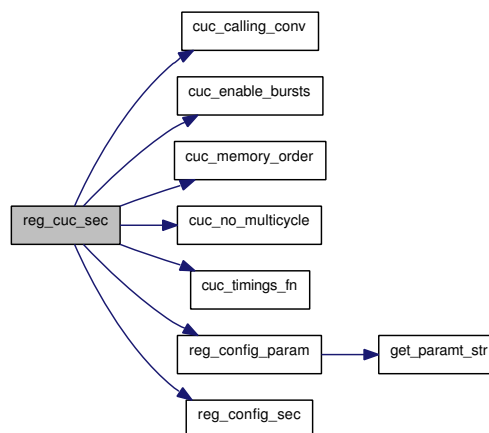 cuc_calling_conv
cuc_enable_bursts
cuc_memory_order
reg_cuc_sec
cuc_no_multicycle
cuc_timings_fn
reg_config_param
get_paramt_str
reg_config_sec